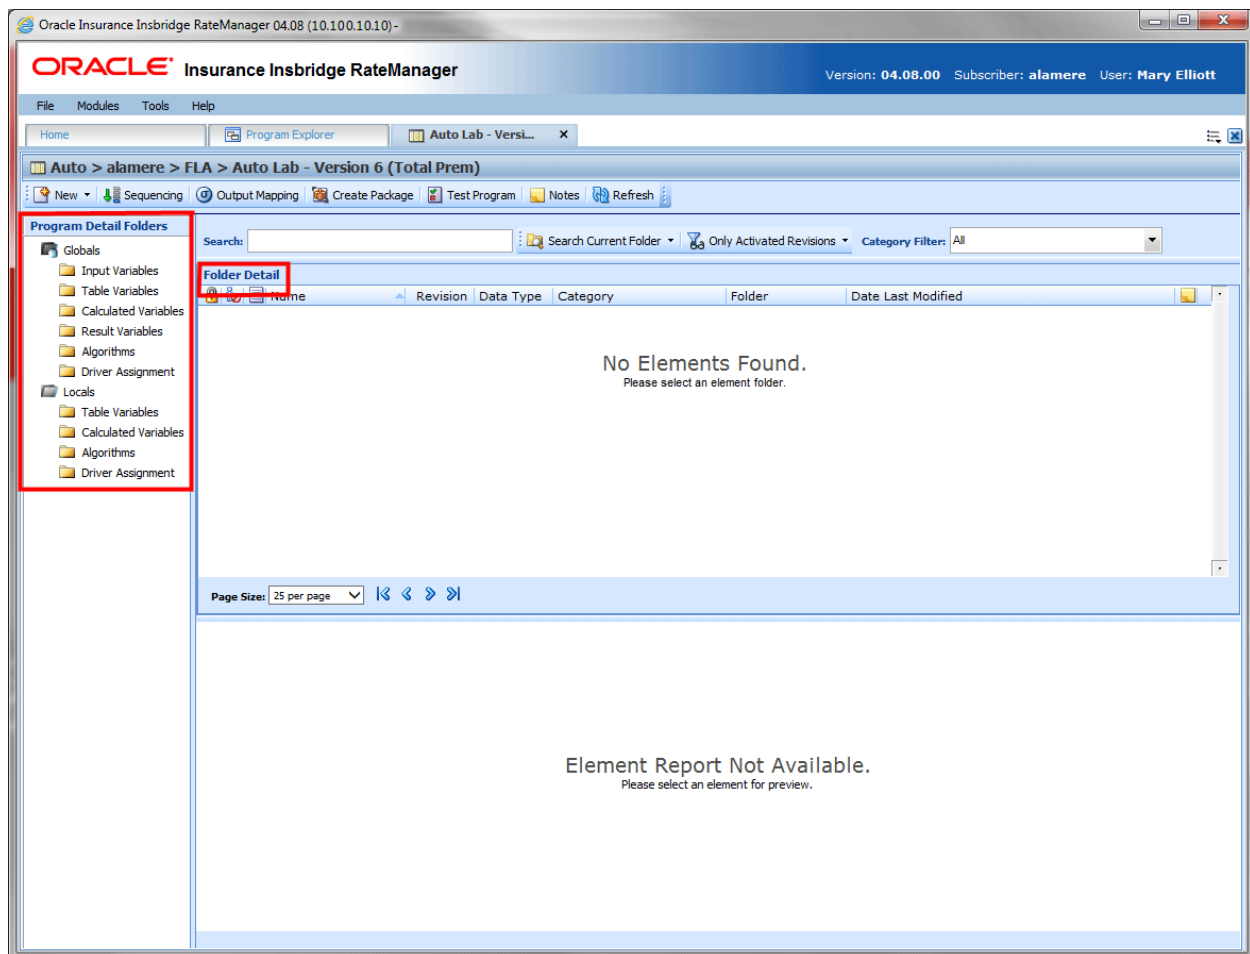 Oracle Insurance Insbridge RateManager 04.08 (10.100.10.10) -
ORACLE Insurance Insbridge RateManager
Version: 04.08.00 Subscriber: alamere User: Mary Elliott
File Modules Tools Help
Home Program Explorer Auto Lab - Versi... X
Auto > alamere > FLA > Auto Lab - Version 6 (Total Prem)
New Sequencing Output Mapping Create Package Test Program Notes Refresh
Program Detail Folders
Globals
Input Variables
Table Variables
Calculated Variables
Result Variables
Algorithms
Driver Assignment
Locals
Table Variables
Calculated Variables
Algorithms
Driver Assignment
Search: Search Current Folder Only Activated Revisions Category Filter: All
Folder Detail
Name Revision Data Type Category Folder Date Last Modified
No Elements Found.
Please select an element folder.
Page Size: 25 per page
Element Report Not Available.
Please select an element for preview.